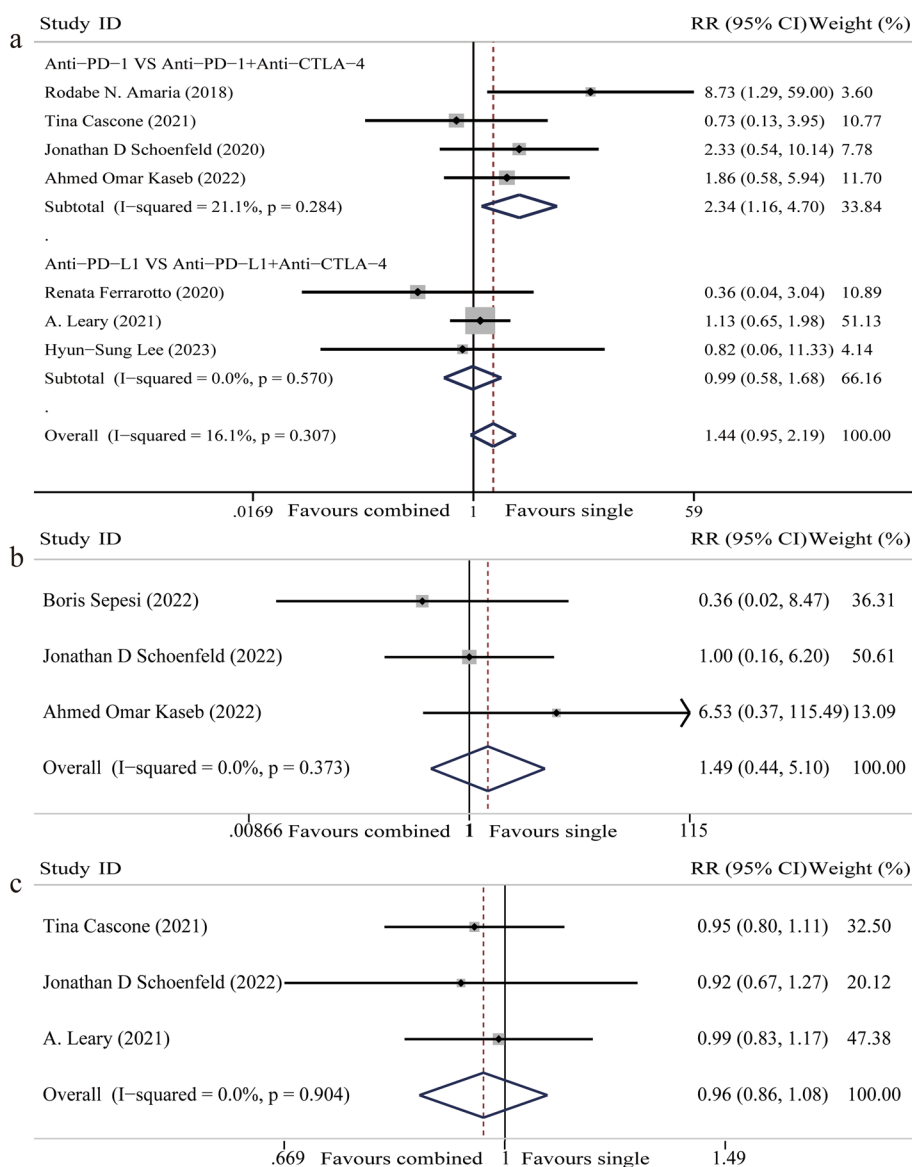 a
Study ID RR (95% CI) Weight (%)
Anti−PD−1 VS Anti−PD−1+Anti−CTLA−4
Rodabe N. Amaria (2018) 8.73 (1.29, 59.00) 3.60
Tina Cascone (2021) 0.73 (0.13, 3.95) 10.77
Jonathan D Schoenfeld (2020) 2.33 (0.54, 10.14) 7.78
Ahmed Omar Kaseb (2022) 1.86 (0.58, 5.94) 11.70
Subtotal (I−squared = 21.1%, p = 0.284) 2.34 (1.16, 4.70) 33.84
.
Anti−PD−L1 VS Anti−PD−L1+Anti−CTLA−4
Renata Ferrarotto (2020) 0.36 (0.04, 3.04) 10.89
A. Leary (2021) 1.13 (0.65, 1.98) 51.13
Hyun−Sung Lee (2023) 0.82 (0.06, 11.33) 4.14
Subtotal (I−squared = 0.0%, p = 0.570) 0.99 (0.58, 1.68) 66.16
.
Overall (I−squared = 16.1%, p = 0.307) 1.44 (0.95, 2.19) 100.00
.0169 Favours combined 1 Favours single 59
b
Study ID RR (95% CI) Weight (%)
Boris Sepesi (2022) 0.36 (0.02, 8.47) 36.31
Jonathan D Schoenfeld (2022) 1.00 (0.16, 6.20) 50.61
Ahmed Omar Kaseb (2022) 6.53 (0.37, 115.49) 13.09
Overall (I−squared = 0.0%, p = 0.373) 1.49 (0.44, 5.10) 100.00
.00866 Favours combined 1 Favours single 115
c
Study ID RR (95% CI) Weight (%)
Tina Cascone (2021) 0.95 (0.80, 1.11) 32.50
Jonathan D Schoenfeld (2022) 0.92 (0.67, 1.27) 20.12
A. Leary (2021) 0.99 (0.83, 1.17) 47.38
Overall (I−squared = 0.0%, p = 0.904) 0.96 (0.86, 1.08) 100.00
.669 Favours combined 1 Favours single 1.49